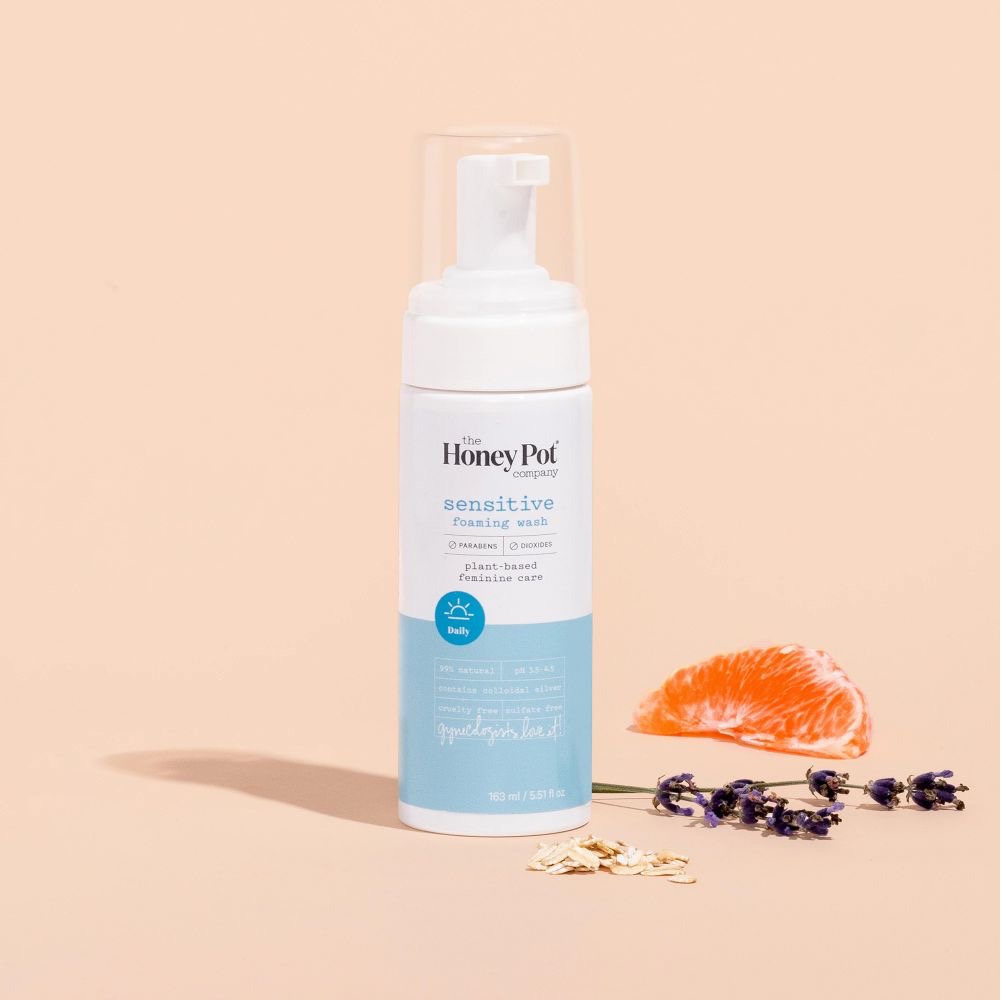 the
Honey Pot®
company
sensitive
foaming wash
PARABENS DIOXIDES
plant-based
feminine care
Daily
99% natural pH 3.5-4.5
contains colloidal silver
cruelty free sulfate free
gynecologists love it!
163 ml / 5.51 fl oz